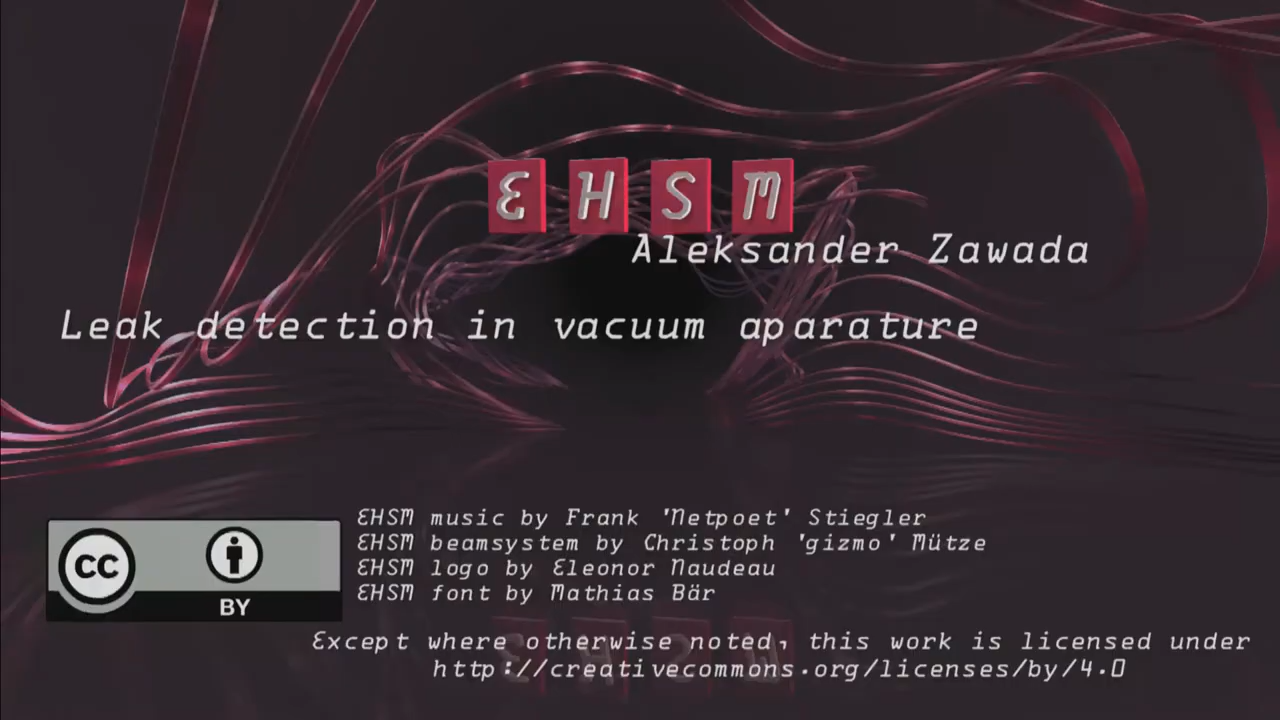 EHSM
Aleksander Zawada
Leak detection in vacuum aparature
EHSM music by Frank 'Netpoet' Stiegler
EHSM beamsystem by Christoph 'gizmo' Mütze
EHSM logo by Eleonor Naudeau
EHSM font by Mathias Bär
CC
BY
Except where otherwise noted, this work is licensed under
http://creativecommons.org/licenses/by/4.0